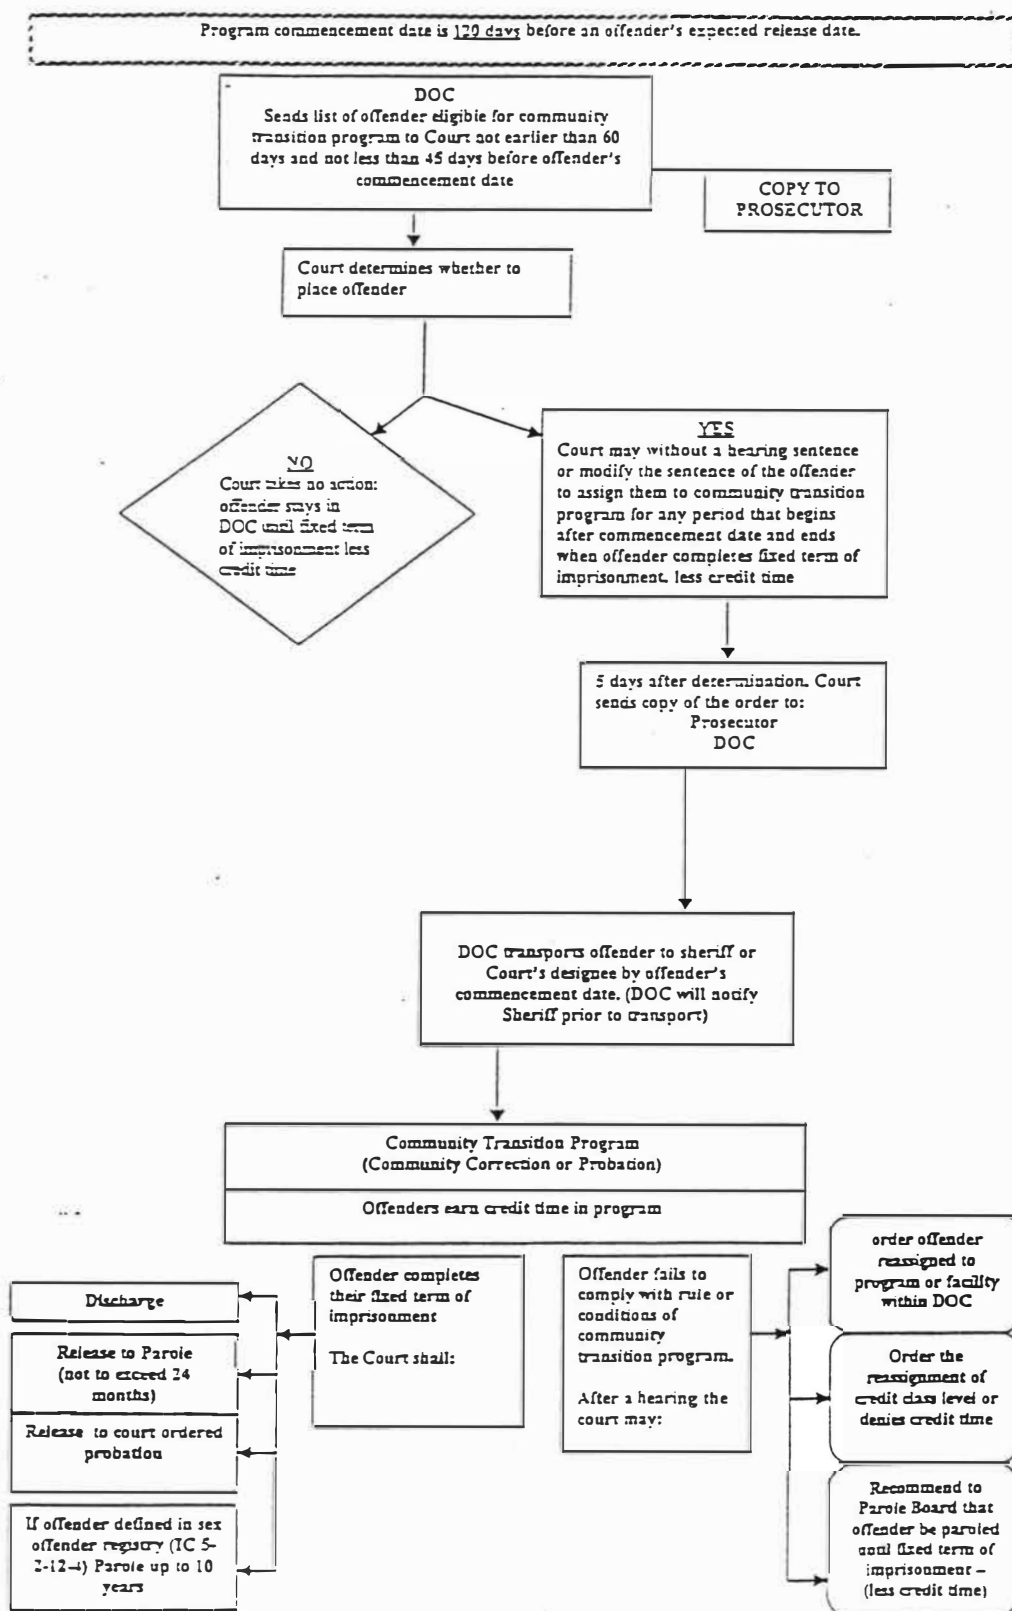 Program commencement date is 120 days before an offender's expected release date.
DOC
Sends list of offender eligible for community
transition program to Court not earlier than 60
days and not less than 45 days before offender's
commencement date
COPY TO
PROSECUTOR
Court determines whether to
place offender
NO
Court takes no action:
offender stays in
DOC until fixed term
of imprisonment less
credit time
YES
Court may without a hearing sentence
or modify the sentence of the offender
to assign them to community transition
program for any period that begins
after commencement date and ends
when offender completes fixed term of
imprisonment, less credit time
5 days after determination. Court
sends copy of the order to:
Prosecutor
DOC
DOC transports offender to sheriff or
Court's designee by offender's
commencement date. (DOC will notify
Sheriff prior to transport)
Community Transition Program
(Community Correction or Probation)
Offenders earn credit time in program
Offender completes
their fixed term of
imprisonment
The Court shall:
Discharge
Release to Parole
(not to exceed 24
months)
Release to court ordered
probation
If offender defined in sex
offender registry (IC 5-
2-12-4) Parole up to 10
years
Offender fails to
comply with rule or
conditions of
community
transition program.
After a hearing the
court may:
order offender
reassigned to
program or facility
within DOC
Order the
reassignment of
credit class level or
denies credit time
Recommend to
Parole Board that
offender be paroled
until fixed term of
imprisonment –
(less credit time)